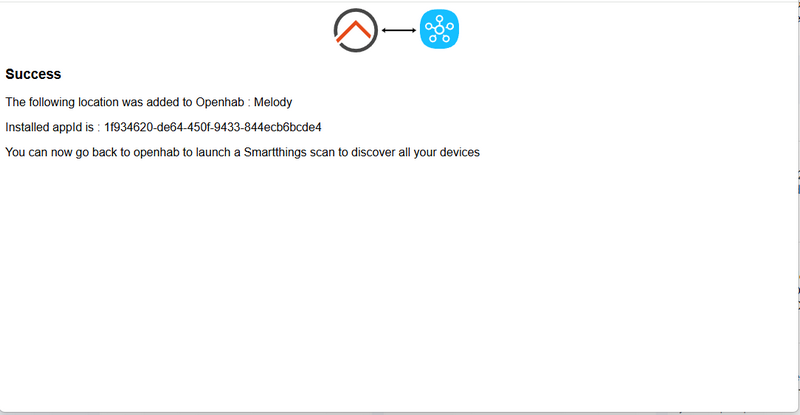 Success
The following location was added to Openhab : Melody
Installed appId is : 1f934620-de64-450f-9433-844ecb6bcde4
You can now go back to openhab to launch a Smartthings scan to discover all your devices